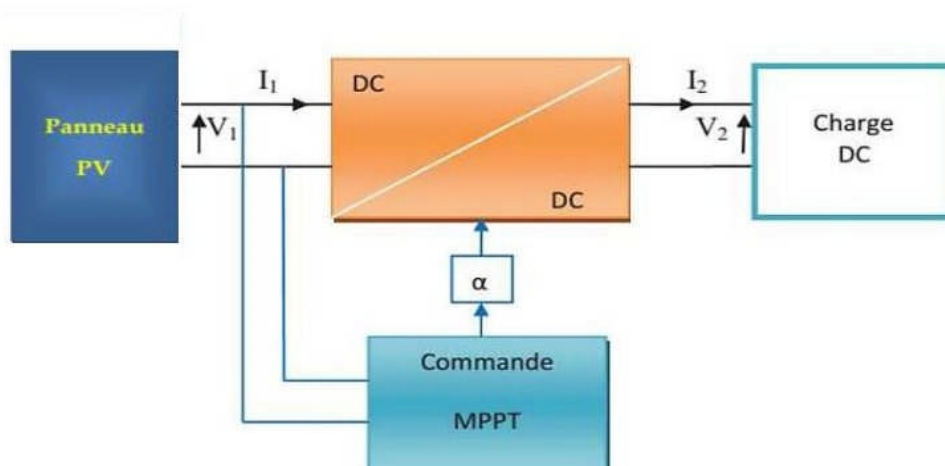 Panneau
PV
I₁
V₁
DC
DC
I₂
V₂
Charge
DC
α
Commande
MPPT